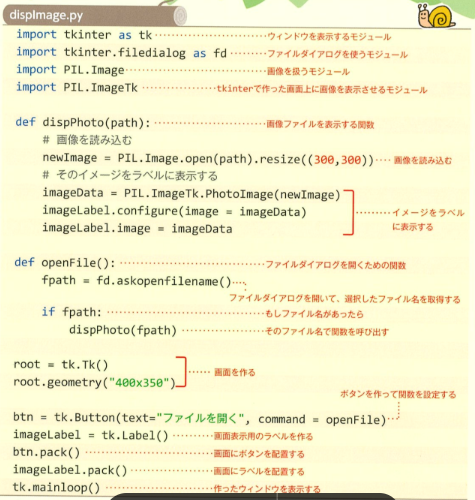 dispImage.py
import tkinter as tk ウィンドウを表示するモジュール
import tkinter.filedialog as fd ファイルダイアログを使うモジュール
import PIL.Image 画像を扱うモジュール
import PIL.ImageTk tkinterで作った画面上に画像を表示させるモジュール
def dispPhoto(path): 画像ファイルを表示する関数
# 画像を読み込む
newImage = PIL.Image.open(path).resize((300,300)) 画像を読み込む
# そのイメージをラベルに表示する
imageData = PIL.ImageTk.PhotoImage(newImage)
imageLabel.configure(image = imageData) イメージをラベル
imageLabel.image = imageData に表示する
def openFile(): ファイルダイアログを開くための関数
fpath = fd.askopenfilename()
ファイルダイアログを開いて、選択したファイル名を取得する
if fpath: もしファイル名があったら
dispPhoto(fpath) そのファイル名で関数を呼び出す
root = tk.Tk()
画面を作る
root.geometry("400x350")
ボタンを作って関数を設定する
btn = tk.Button(text="ファイルを開く", command = openFile)
imageLabel = tk.Label() 画面表示用のラベルを作る
btn.pack() 画面にボタンを配置する
imageLabel.pack() 画面にラベルを配置する
tk.mainloop() 作ったウィンドウを表示する